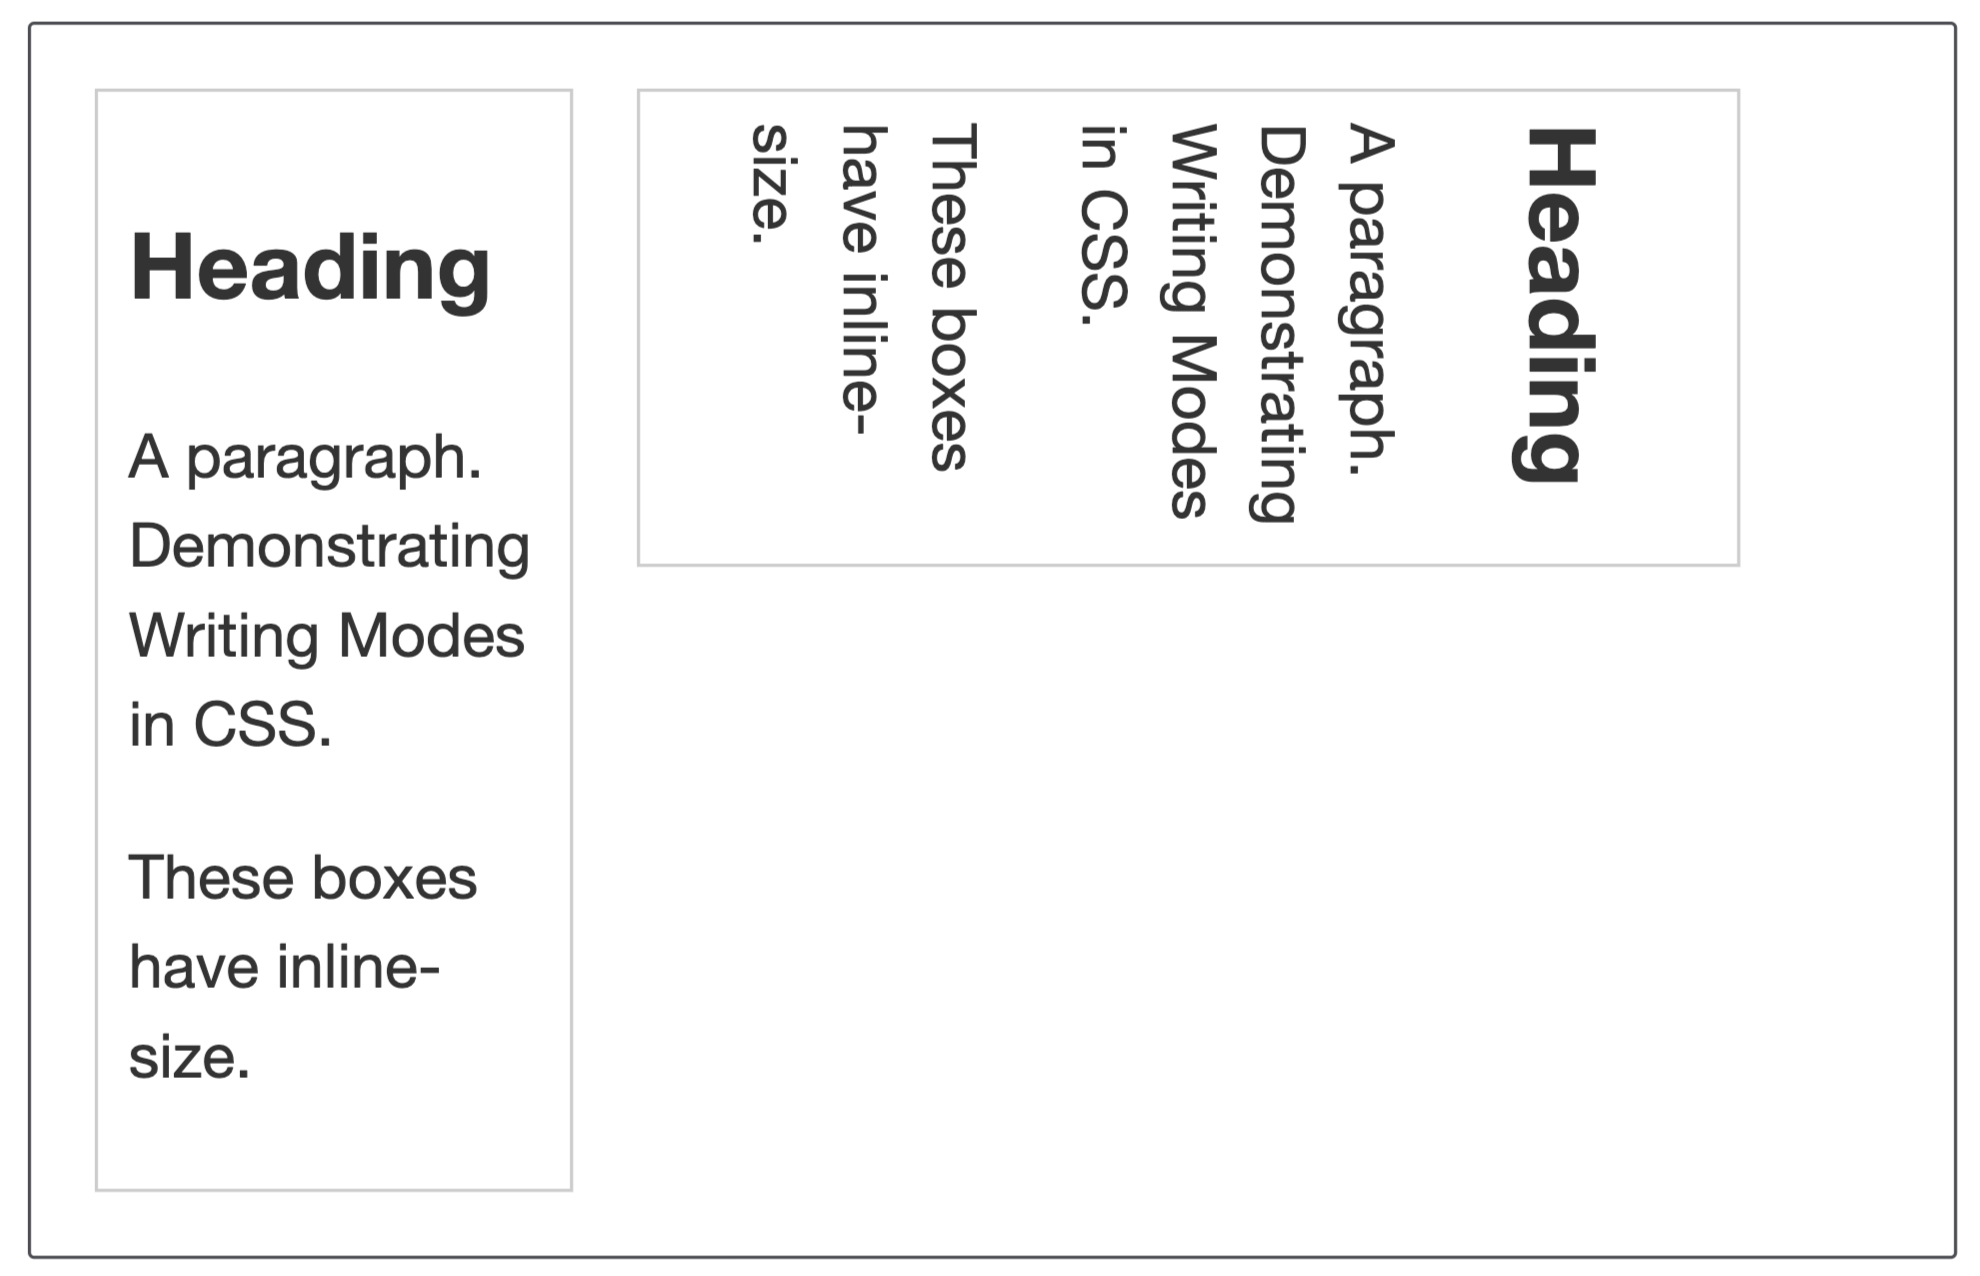 Heading
A paragraph.
Demonstrating
Writing Modes
in CSS.
These boxes
have inline-
size.
Heading
A paragraph.
Demonstrating
Writing Modes
in CSS.
These boxes
have inline-
size.